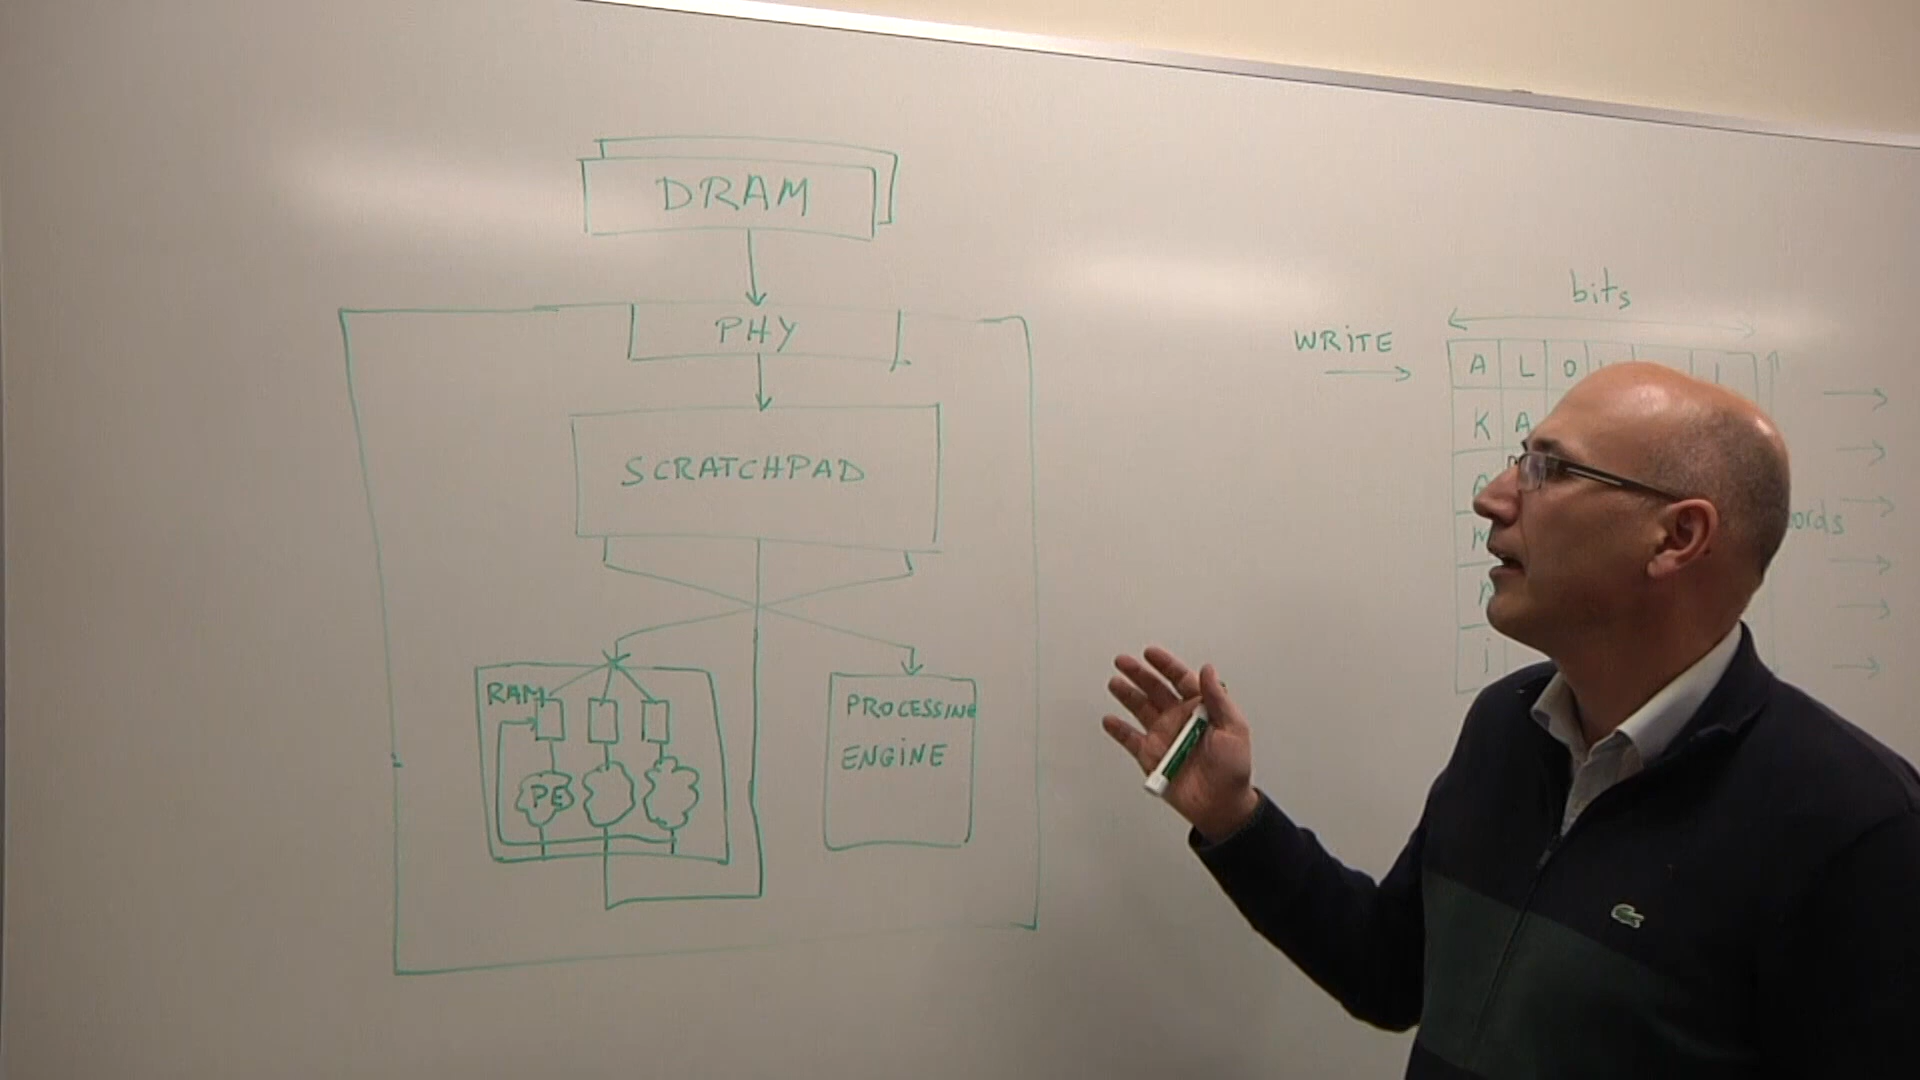 DRAM
PHY
SCRATCHPAD
RAM
PE
PROCESSING
ENGINE
bits
WRITE
A L O
K A
A
m
n
i